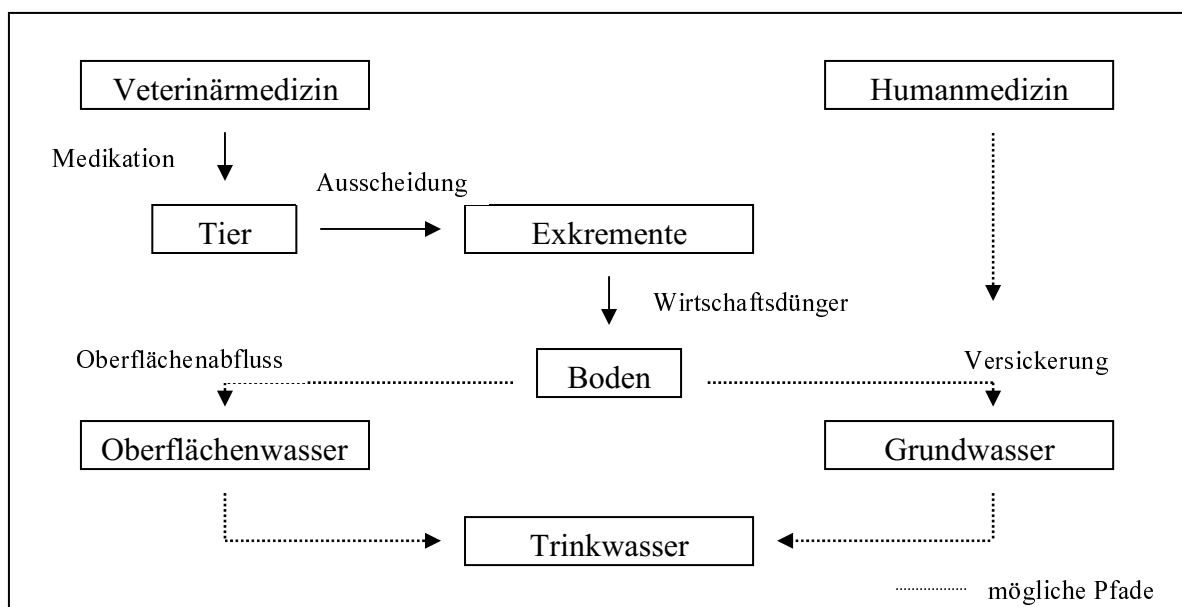 Veterinärmedizin
Humanmedizin
Medikation
Ausscheidung
Tier
Exkremente
Wirtschaftsdünger
Oberflächenabfluss
Boden
Versickerung
Oberflächenwasser
Grundwasser
Trinkwasser
mögliche Pfade